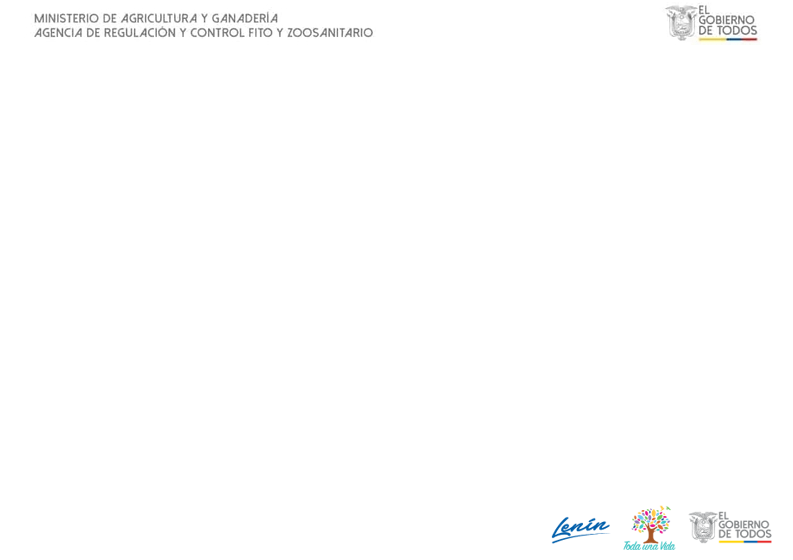 MINISTERIO DE AGRICULTURA Y GANADERÍA
AGENCIA DE REGULACIÓN Y CONTROL FITO Y ZOOSANITARIO
EL
GOBIERNO
DE TODOS
Lenín
Toda una Vida
EL
GOBIERNO
DE TODOS